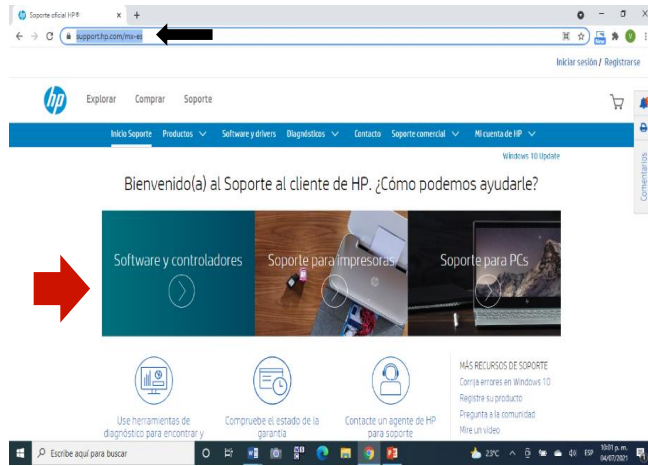 Soporte oficial HP®
support.hp.com/mx-es
Iniciar sesión / Registrarse
hp
Explorar Comprar Soporte
Inicio Soporte Productos Software y drivers Diagnósticos Contacto Soporte comercial Mi cuenta de HP
Windows 10 Update
Comentarios
Bienvenido(a) al Soporte al cliente de HP. ¿Cómo podemos ayudarle?
Software y controladores
Soporte para impresoras
Soporte para PCs
Use herramientas de
diagnóstico para encontrar y
Compruebe el estado de la
garantía
Contacte un agente de HP
para soporte
MÁS RECURSOS DE SOPORTE
Corrija errores en Windows 10
Registre su producto
Pregunta a la comunidad
Mire un video
Escribe aquí para buscar
23°C
ESP
10:01 p. m.
04/07/2021